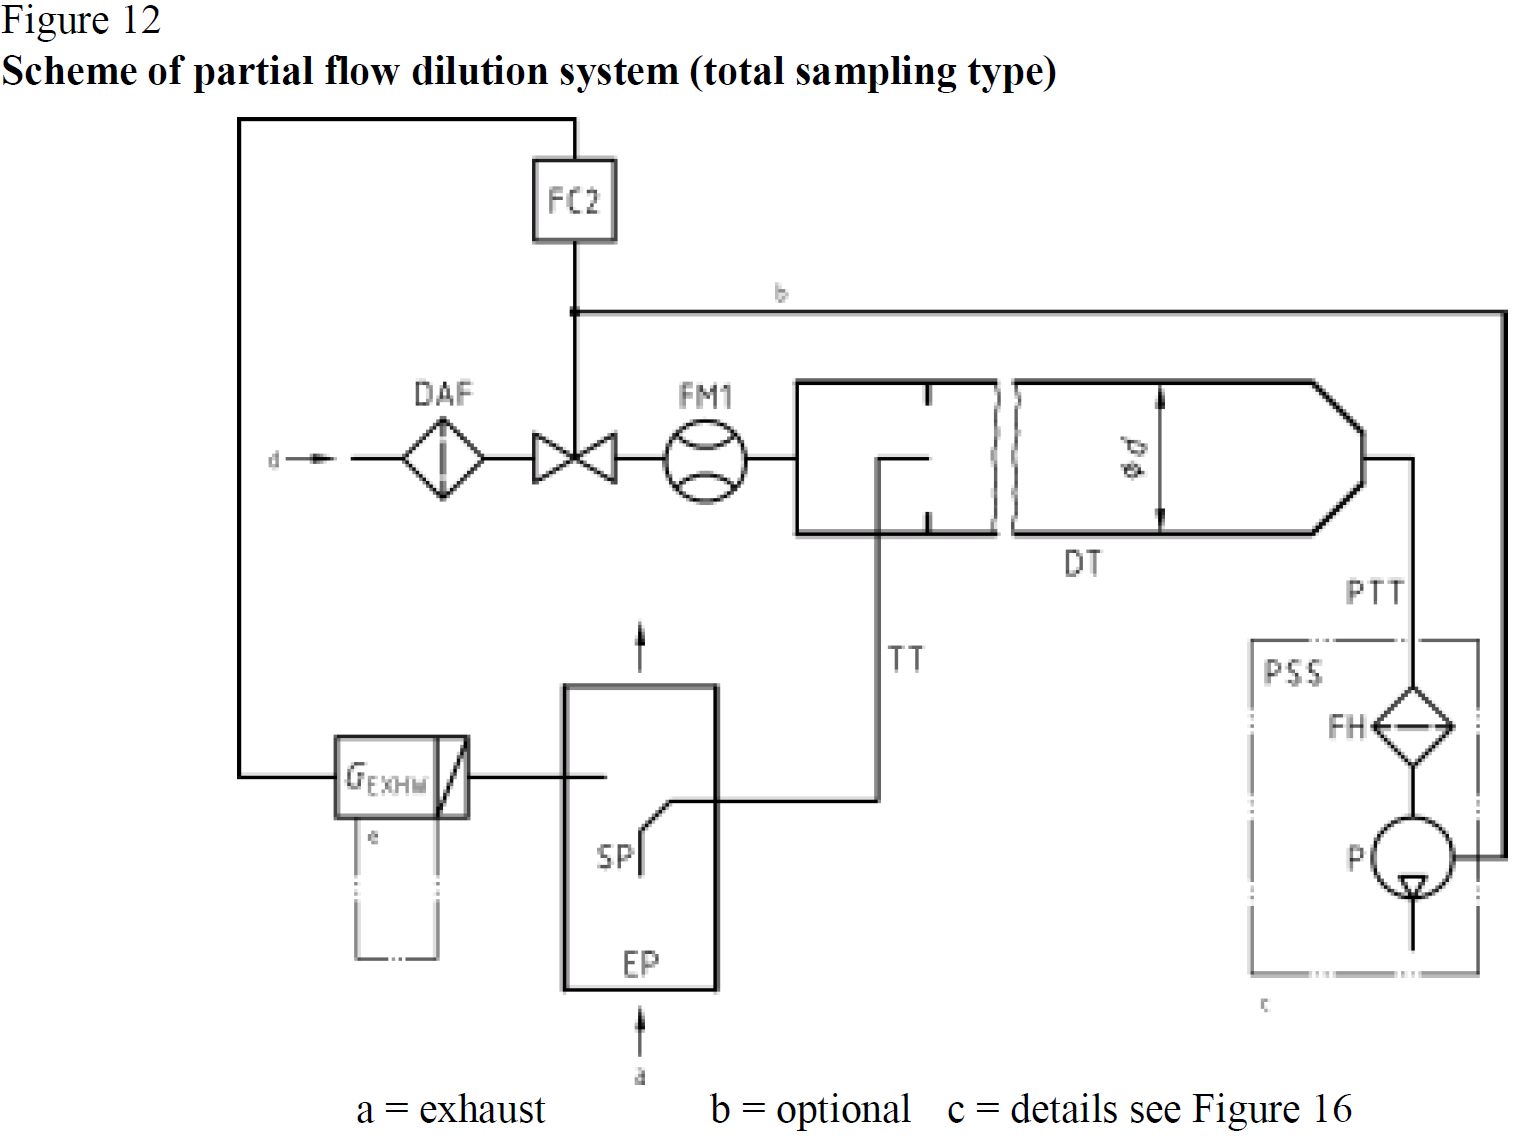 Figure 12
Scheme of partial flow dilution system (total sampling type)
FC2
b
DAF
FM1
d
ød
DT
PTT
TT
PSS
FH
GEXHW
e
SP
P
EP
c
a
a = exhaust b = optional c = details see Figure 16